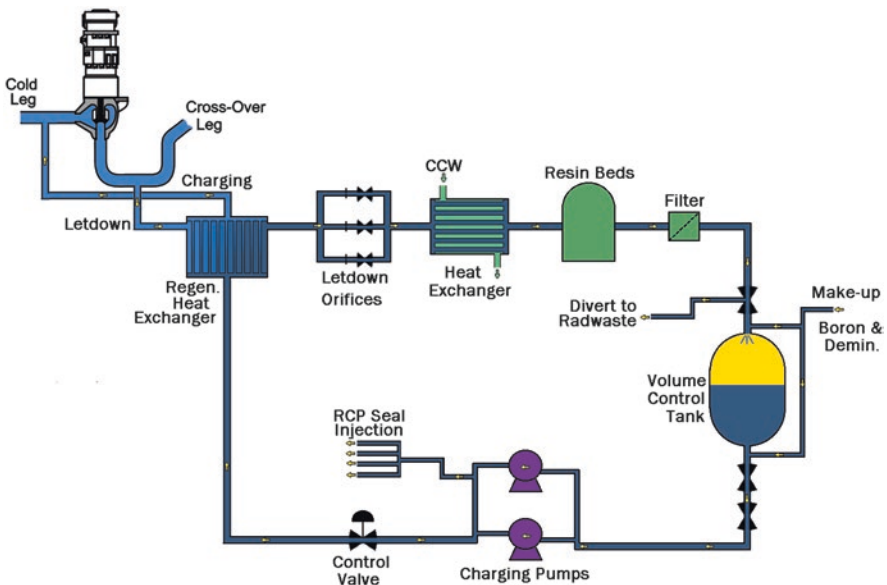 Cold
Leg
Cross-Over
Leg
Charging
Letdown
CCW
Resin Beds
Filter
Regen.
Heat
Exchanger
Letdown
Orifices
Heat
Exchanger
Divert to
Radwaste
Make-up
Boron &
Demin.
Volume
Control
Tank
RCP Seal
Injection
Control
Valve
Charging Pumps